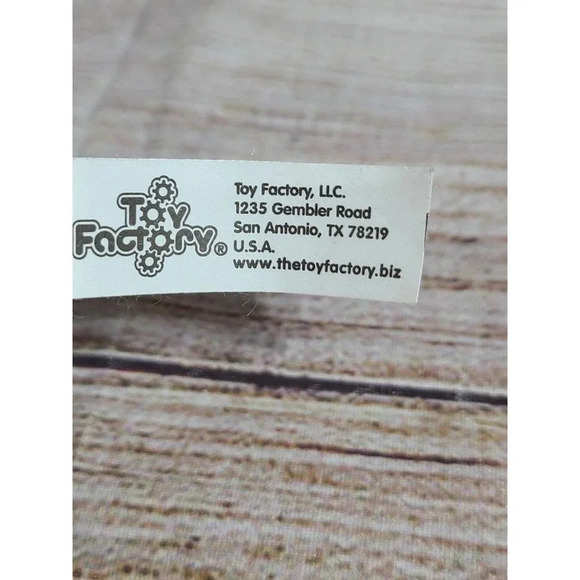 Toy
Factory®
Toy Factory, LLC.
1235 Gembler Road
San Antonio, TX 78219
U.S.A.
www.thetoyfactory.biz